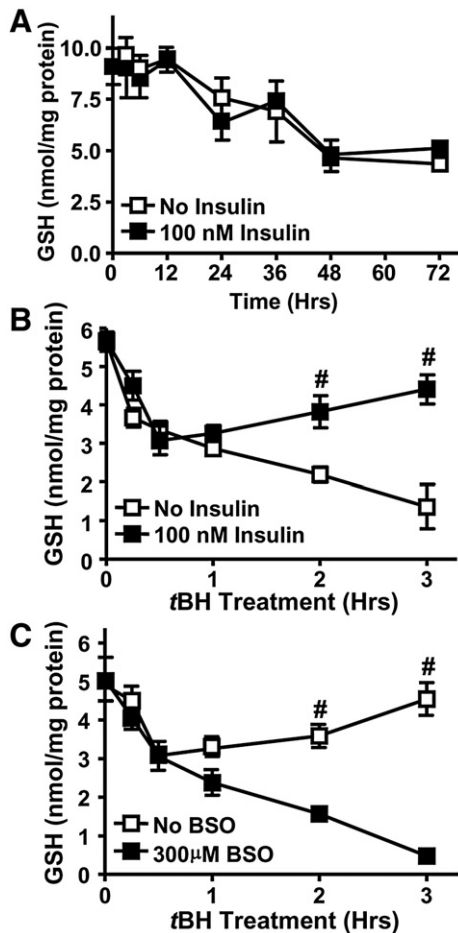 A
GSH (nmol/mg protein)
10.0
7.5
5.0
2.5
0.0
No Insulin
100 nM Insulin
0 12 24 36 48 60 72
Time (Hrs)
B
GSH (nmol/mg protein)
6
5
4
3
2
1
0
# #
No Insulin
100 nM Insulin
0 1 2 3
tBH Treatment (Hrs)
C
GSH (nmol/mg protein)
6
5
4
3
2
1
0
# #
No BSO
300µM BSO
0 1 2 3
tBH Treatment (Hrs)